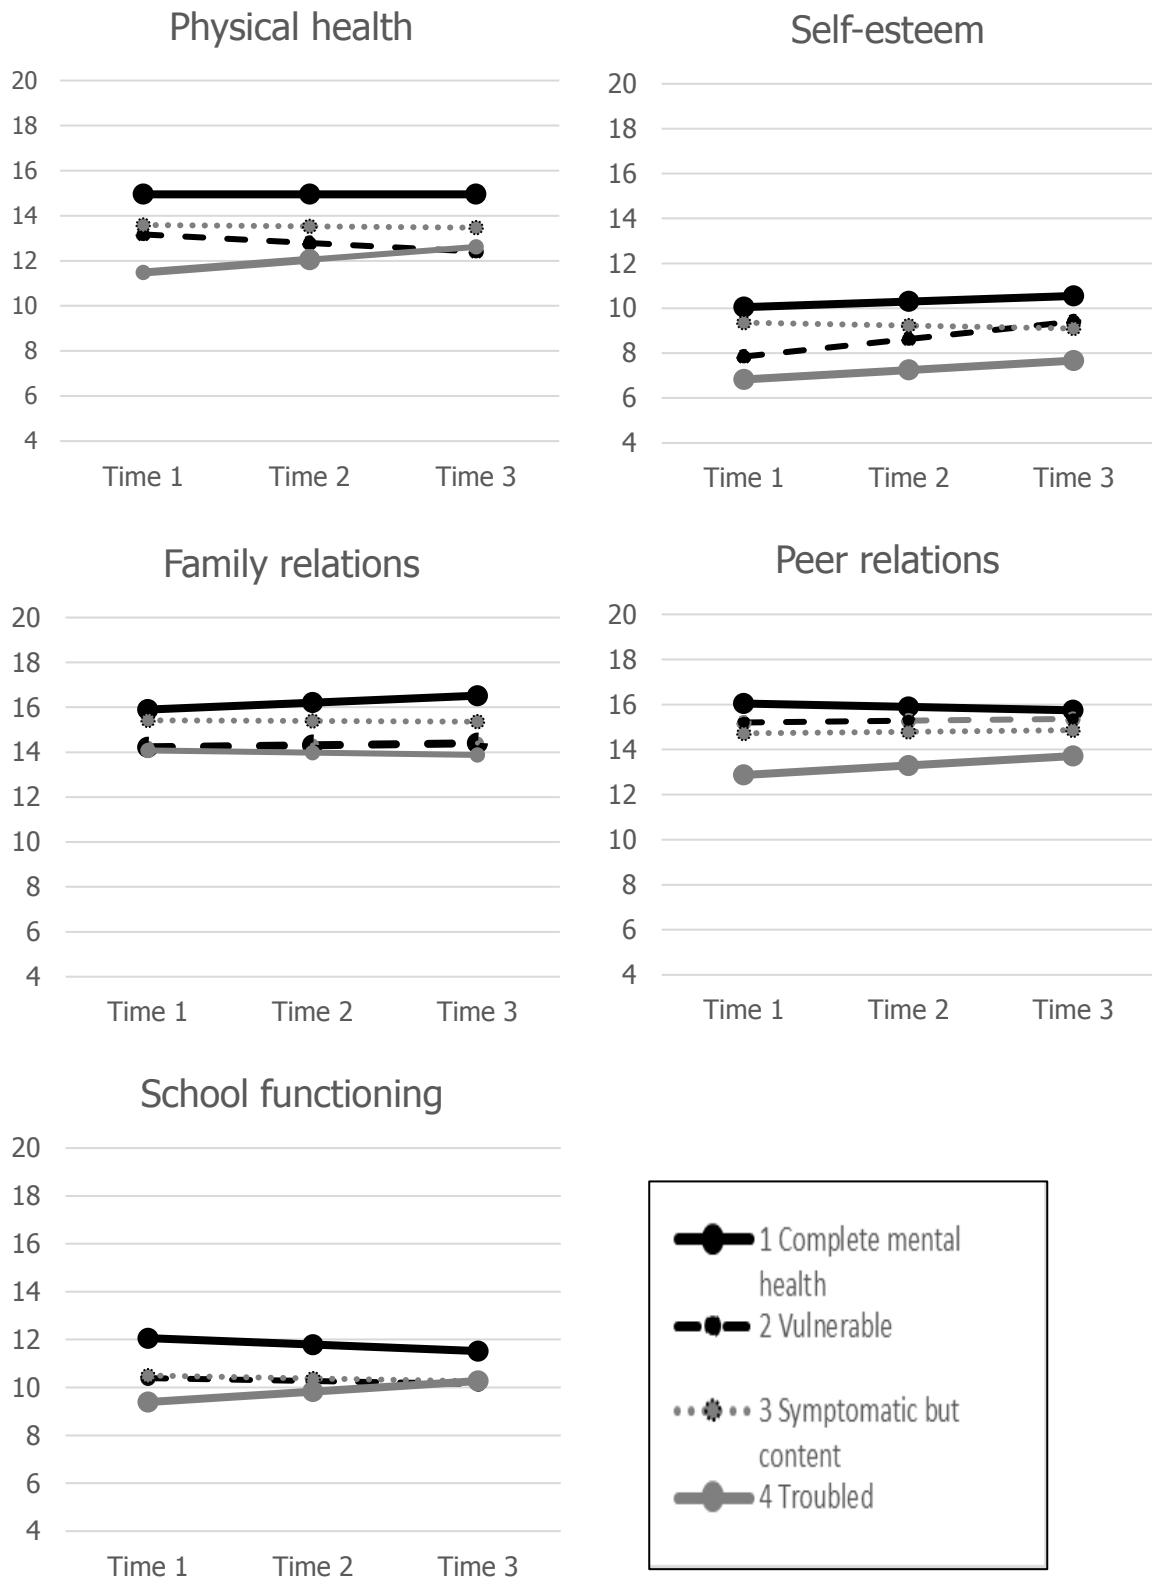 Physical health
20
18
16
14
12
10
8
6
4
Time 1 Time 2 Time 3
Self-esteem
20
18
16
14
12
10
8
6
4
Time 1 Time 2 Time 3
Family relations
20
18
16
14
12
10
8
6
4
Time 1 Time 2 Time 3
Peer relations
20
18
16
14
12
10
8
6
4
Time 1 Time 2 Time 3
School functioning
20
18
16
14
12
10
8
6
4
Time 1 Time 2 Time 3
1 Complete mental
health
2 Vulnerable
3 Symptomatic but
content
4 Troubled